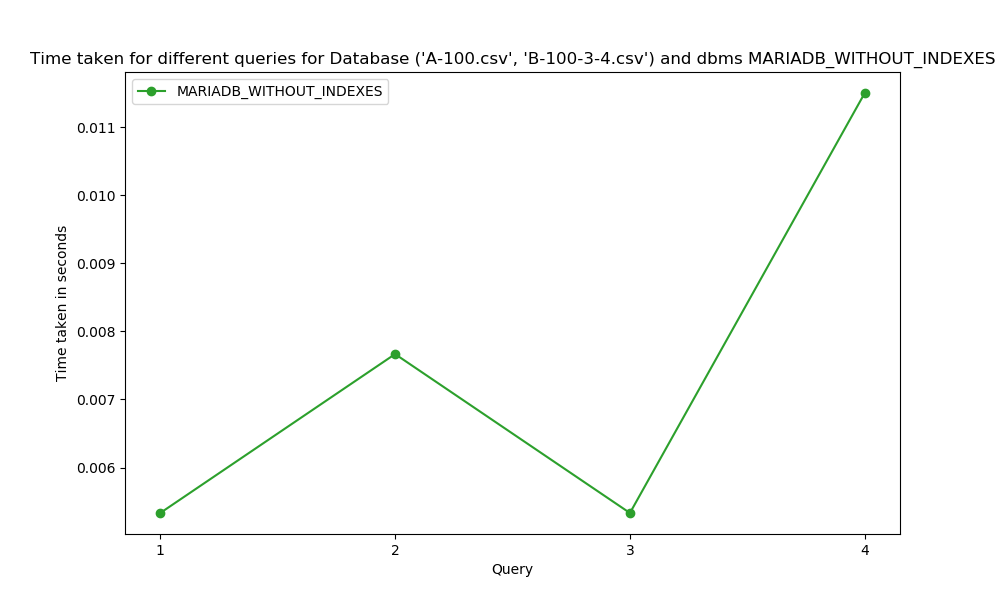 Time taken for different queries for Database ('A-100.csv', 'B-100-3-4.csv') and dbms MARIADB_WITHOUT_INDEXES
MARIADB_WITHOUT_INDEXES
0.011
0.010
0.009
0.008
0.007
0.006
Time taken in seconds
1 2 3 4
Query